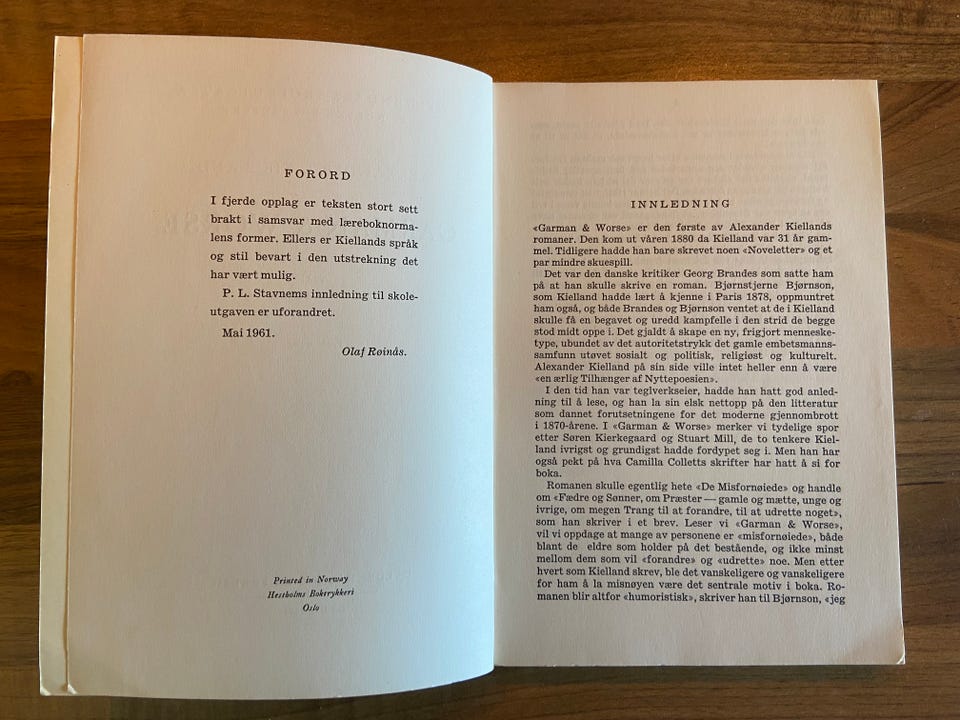 FORORD
I fjerde opplag er teksten stort sett
brakt i samsvar med læreboknorma-
lens former. Ellers er Kiellands språk
og stil bevart i den utstrekning det
har vært mulig.
P. L. Stavnems innledning til skole-
utgaven er uforandret.
Mai 1961.
Olaf Røinås.
Printed in Norway
Hessholms Boktrykkeri
Oslo
INNLEDNING
«Garman & Worse» er den første av Alexander Kiellands
romaner. Den kom ut våren 1880 da Kielland var 31 år gam-
mel. Tidligere hadde han bare skrevet noen «Noveletter» og et
par mindre skuespill.
Det var den danske kritiker Georg Brandes som satte ham
på at han skulle skrive en roman. Bjørnstjerne Bjørnson,
som Kielland hadde lært å kjenne i Paris 1878, oppmuntret
ham også, og både Brandes og Bjørnson ventet at de i Kielland
skulle få en begavet og uredd kampfelle i den strid de begge
stod midt oppe i. Det gjaldt å skape en ny, frigjort menneske-
type, ubundet av det autoritetstrykk det gamle embetsmanns-
samfunn utøvet sosialt og politisk, religiøst og kulturelt.
Alexander Kielland på sin side ville intet heller enn å være
«en ærlig Tilhænger af Nyttepoesien».
I den tid han var teglverkseier, hadde han hatt god anled-
ning til å lese, og han la sin elsk nettopp på den litteratur
som dannet forutsetningene for det moderne gjennombrott
i 1870-årene. I «Garman & Worse» merker vi tydelige spor
etter Søren Kierkegaard og Stuart Mill, de to tenkere Kiel-
land ivrigst og grundigst hadde fordypet seg i. Men han har
også pekt på hva Camilla Colletts skrifter har hatt å si for
boka.
Romanen skulle egentlig hete «De Misfornøiede» og handle
om «Fædre og Sønner, om Præster — gamle og mætte, unge og
ivrige, om megen Trang til at forandre, til at udrette noget»,
som han skriver i et brev. Leser vi «Garman & Worse»,
vil vi oppdage at mange av personene er «misfornøiede», både
blant de eldre som holder på det bestående, og ikke minst
mellom dem som vil «forandre» og «udrette» noe. Men etter
hvert som Kielland skrev, ble det vanskeligere og vanskeligere
for ham å la misnøyen være det sentrale motiv i boka. Ro-
manen blir altfor «humoristisk», skriver han til Bjørnson, «jeg